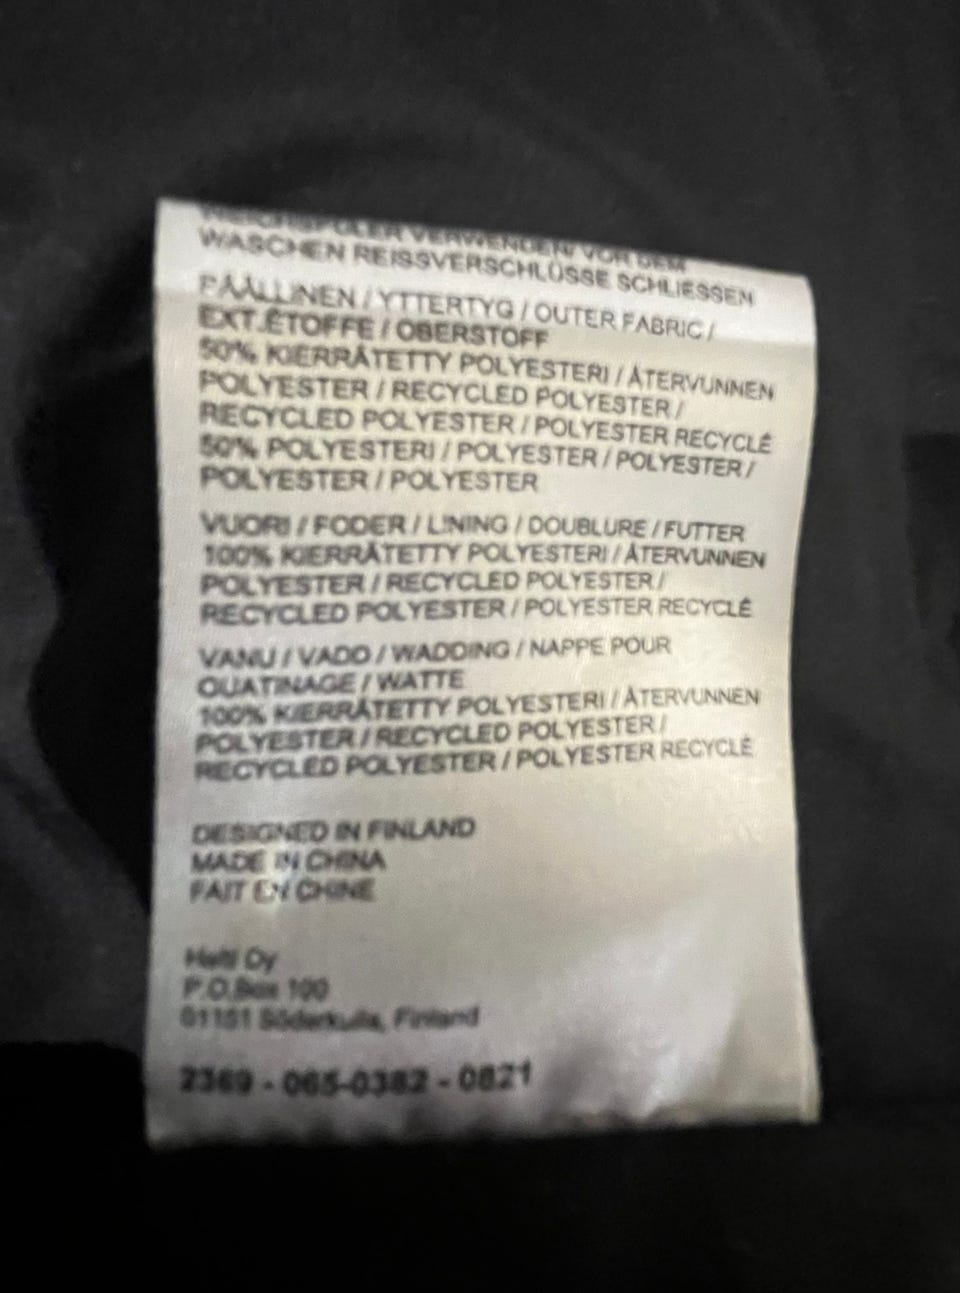 VERWENDEN/ VOR DEM
WASCHEN REISSVERSCHLÜSSE SCHLIESSEN
PÄÄLLINEN / YTTERTYG / OUTER FABRIC /
EXT.ÉTOFFE / OBERSTOFF
50% KIERRÄTETTY POLYESTERI / ÅTERVUNNEN
POLYESTER / RECYCLED POLYESTER /
RECYCLED POLYESTER / POLYESTER RECYCLÉ
50% POLYESTERI / POLYESTER / POLYESTER /
POLYESTER / POLYESTER
VUORI / FODER / LINING / DOUBLURE / FUTTER
100% KIERRÄTETTY POLYESTERI / ÅTERVUNNEN
POLYESTER / RECYCLED POLYESTER /
RECYCLED POLYESTER / POLYESTER RECYCLÉ
VANU / VADD / WADDING / NAPPE POUR
OUATINAGE / WATTE
100% KIERRÄTETTY POLYESTERI / ÅTERVUNNEN
POLYESTER / RECYCLED POLYESTER /
RECYCLED POLYESTER / POLYESTER RECYCLÉ
DESIGNED IN FINLAND
MADE IN CHINA
FAIT EN CHINE
Halti Oy
P.O.Box 100
01151 Söderkulla, Finland
2369 - 065-0382 - 0821